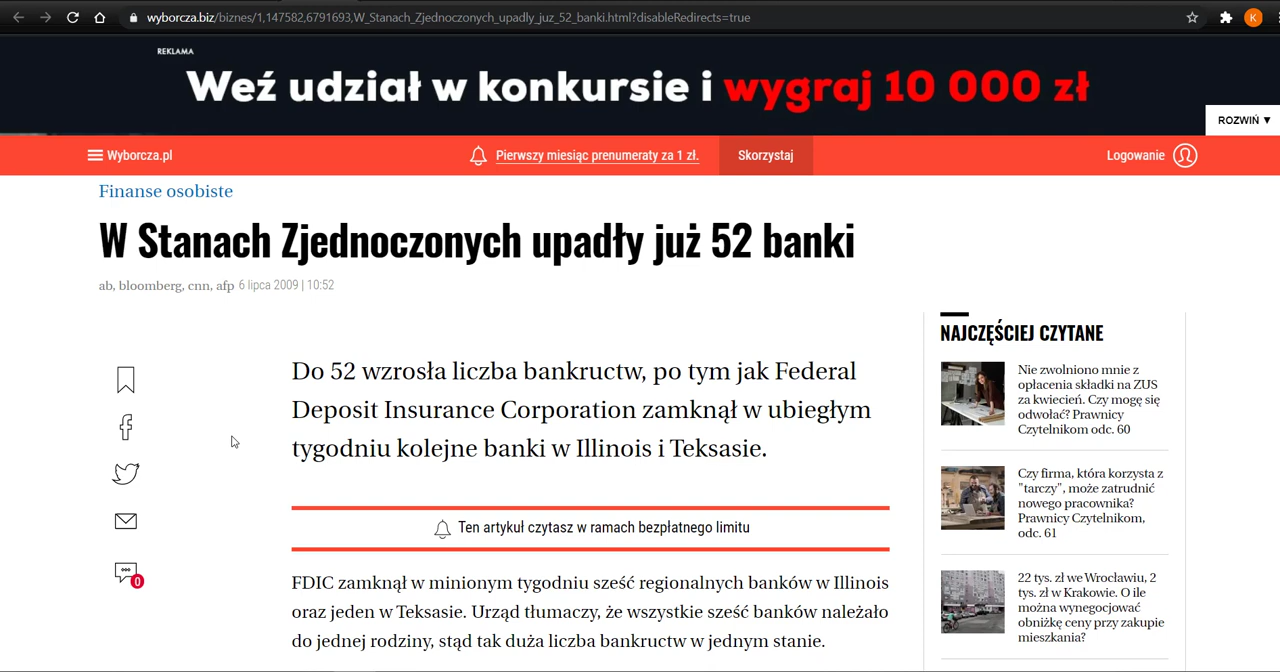 wyborcza.biz/biznes/1,147582,6791693,W_Stanach_Zjednoczonych_upadly_juz_52_banki.html?disableRedirects=true
K
REKLAMA
Weź udział w konkursie i wygraj 10 000 zł
ROZWIŃ ▼
Wyborcza.pl
Pierwszy miesiąc prenumeraty za 1 zł.
Skorzystaj
Logowanie
Finanse osobiste
W Stanach Zjednoczonych upadły już 52 banki
ab, bloomberg, cnn, afp 6 lipca 2009 | 10:52
Do 52 wzrosła liczba bankructw, po tym jak Federal
Deposit Insurance Corporation zamknął w ubiegłym
tygodniu kolejne banki w Illinois i Teksasie.
Ten artykuł czytasz w ramach bezpłatnego limitu
0
FDIC zamknął w minionym tygodniu sześć regionalnych banków w Illinois
oraz jeden w Teksasie. Urząd tłumaczy, że wszystkie sześć banków należało
do jednej rodziny, stąd tak duża liczba bankructw w jednym stanie.
NAJCZĘŚCIEJ CZYTANE
Nie zwolniono mnie z
opłacenia składki na ZUS
za kwiecień. Czy mogę się
odwołać? Prawnicy
Czytelnikom odc. 60
Czy firma, która korzysta z
"tarczy", może zatrudnić
nowego pracownika?
Prawnicy Czytelnikom,
odc. 61
22 tys. zł we Wrocławiu, 2
tys. zł w Krakowie. O ile
można wynegocjować
obniżkę ceny przy zakupie
mieszkania?